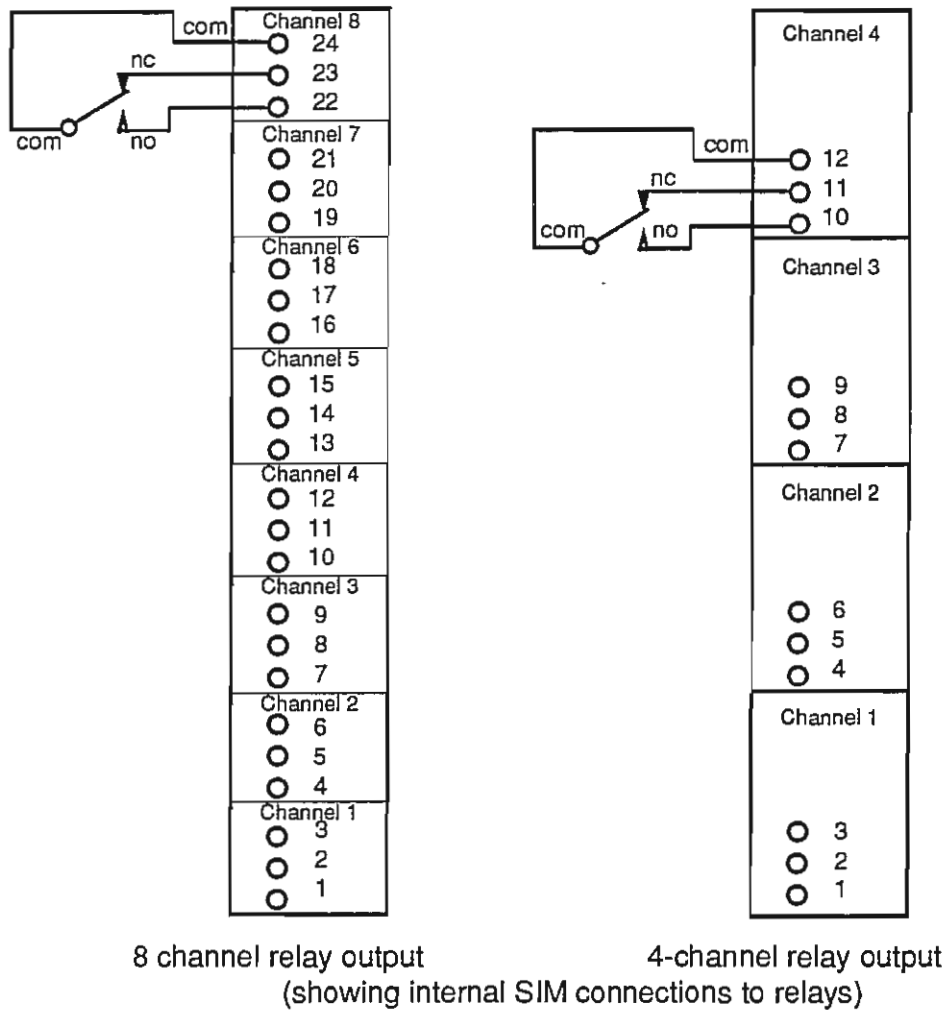 Channel 8
com
24
nc
23
22
com
no
Channel 7
21
20
19
Channel 6
18
17
16
Channel 5
15
14
13
Channel 4
12
11
10
Channel 3
9
8
7
Channel 2
6
5
4
Channel 1
3
2
1
8 channel relay output
Channel 4
com
12
nc
11
10
com
no
Channel 3
9
8
7
Channel 2
6
5
4
Channel 1
3
2
1
4-channel relay output
(showing internal SIM connections to relays)